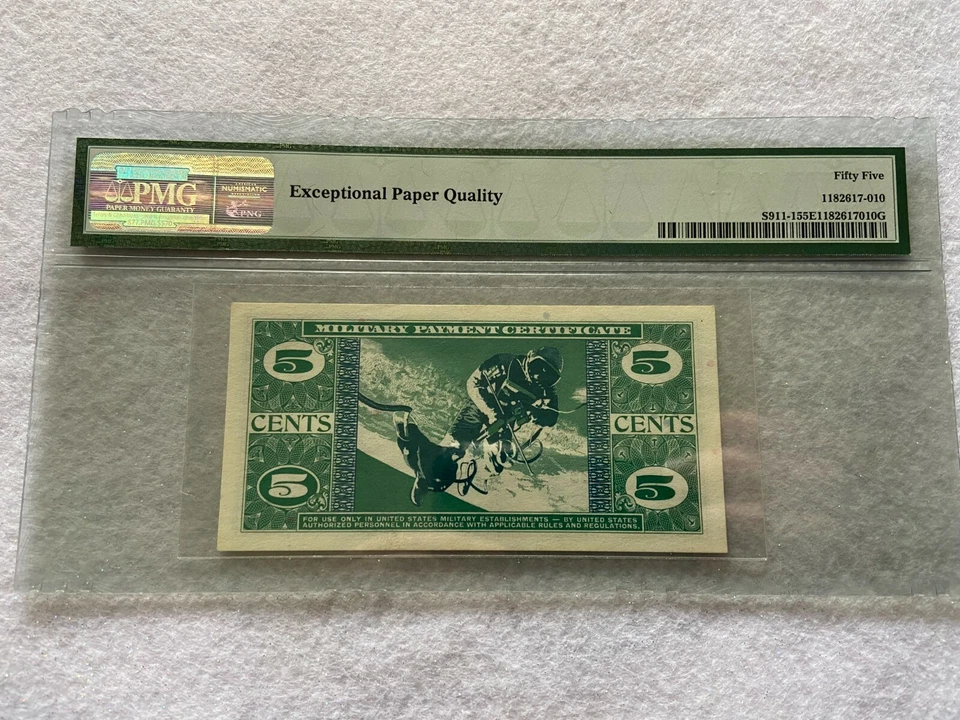 PMG
PAPER MONEY GUARANTY
NUMISMATIC
PNG
Exceptional Paper Quality
Fifty Five
1182617-010
S911-155E1182617010G
MILITARY PAYMENT CERTIFICATE
5 5
CENTS CENTS
5 5
FOR USE ONLY IN UNITED STATES MILITARY ESTABLISHMENTS — BY UNITED STATES
AUTHORIZED PERSONNEL IN ACCORDANCE WITH APPLICABLE RULES AND REGULATIONS.